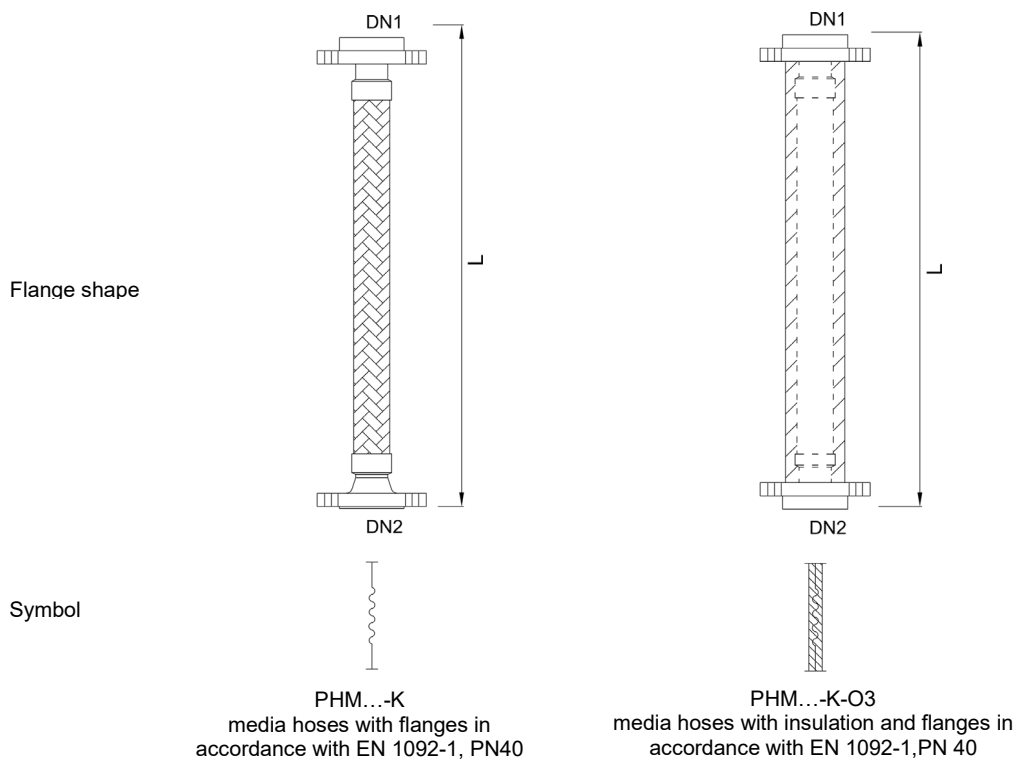 DN1
DN1
L
L
Flange shape
DN2
DN2
Symbol
PHM…-K
media hoses with flanges in
accordance with EN 1092-1, PN40
PHM…-K-O3
media hoses with insulation and flanges in
accordance with EN 1092-1,PN 40